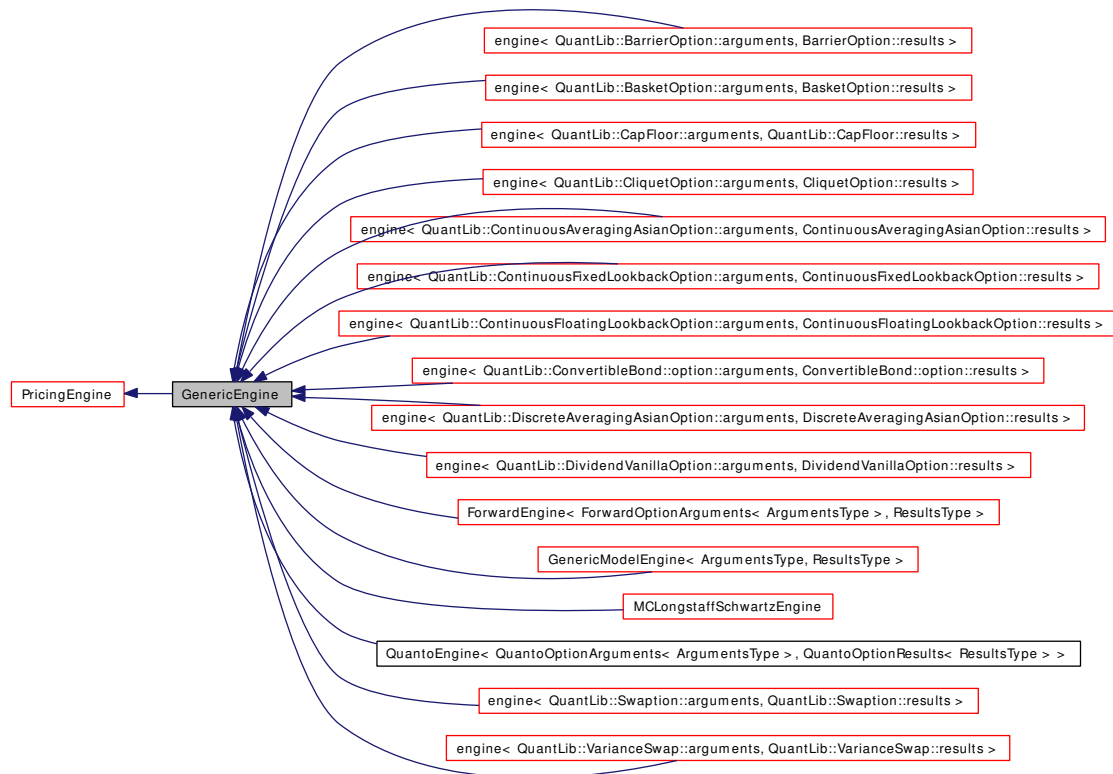 engine< QuantLib::BarrierOption::arguments, BarrierOption::results >
engine< QuantLib::BasketOption::arguments, BasketOption::results >
engine< QuantLib::CapFloor::arguments, QuantLib::CapFloor::results >
engine< QuantLib::CliquetOption::arguments, CliquetOption::results >
engine< QuantLib::ContinuousAveragingAsianOption::arguments, ContinuousAveragingAsianOption::results >
engine< QuantLib::ContinuousFixedLookbackOption::arguments, ContinuousFixedLookbackOption::results >
engine< QuantLib::ContinuousFloatingLookbackOption::arguments, ContinuousFloatingLookbackOption::results >
engine< QuantLib::ConvertibleBond::option::arguments, ConvertibleBond::option::results >
PricingEngine
GenericEngine
engine< QuantLib::DiscreteAveragingAsianOption::arguments, DiscreteAveragingAsianOption::results >
engine< QuantLib::DividendVanillaOption::arguments, DividendVanillaOption::results >
ForwardEngine< ForwardOptionArguments< ArgumentsType >, ResultsType >
GenericModelEngine< ArgumentsType, ResultsType >
MCLongstaffSchwartzEngine
QuantoEngine< QuantoOptionArguments< ArgumentsType >, QuantoOptionResults< ResultsType > >
engine< QuantLib::Swaption::arguments, QuantLib::Swaption::results >
engine< QuantLib::VarianceSwap::arguments, QuantLib::VarianceSwap::results >